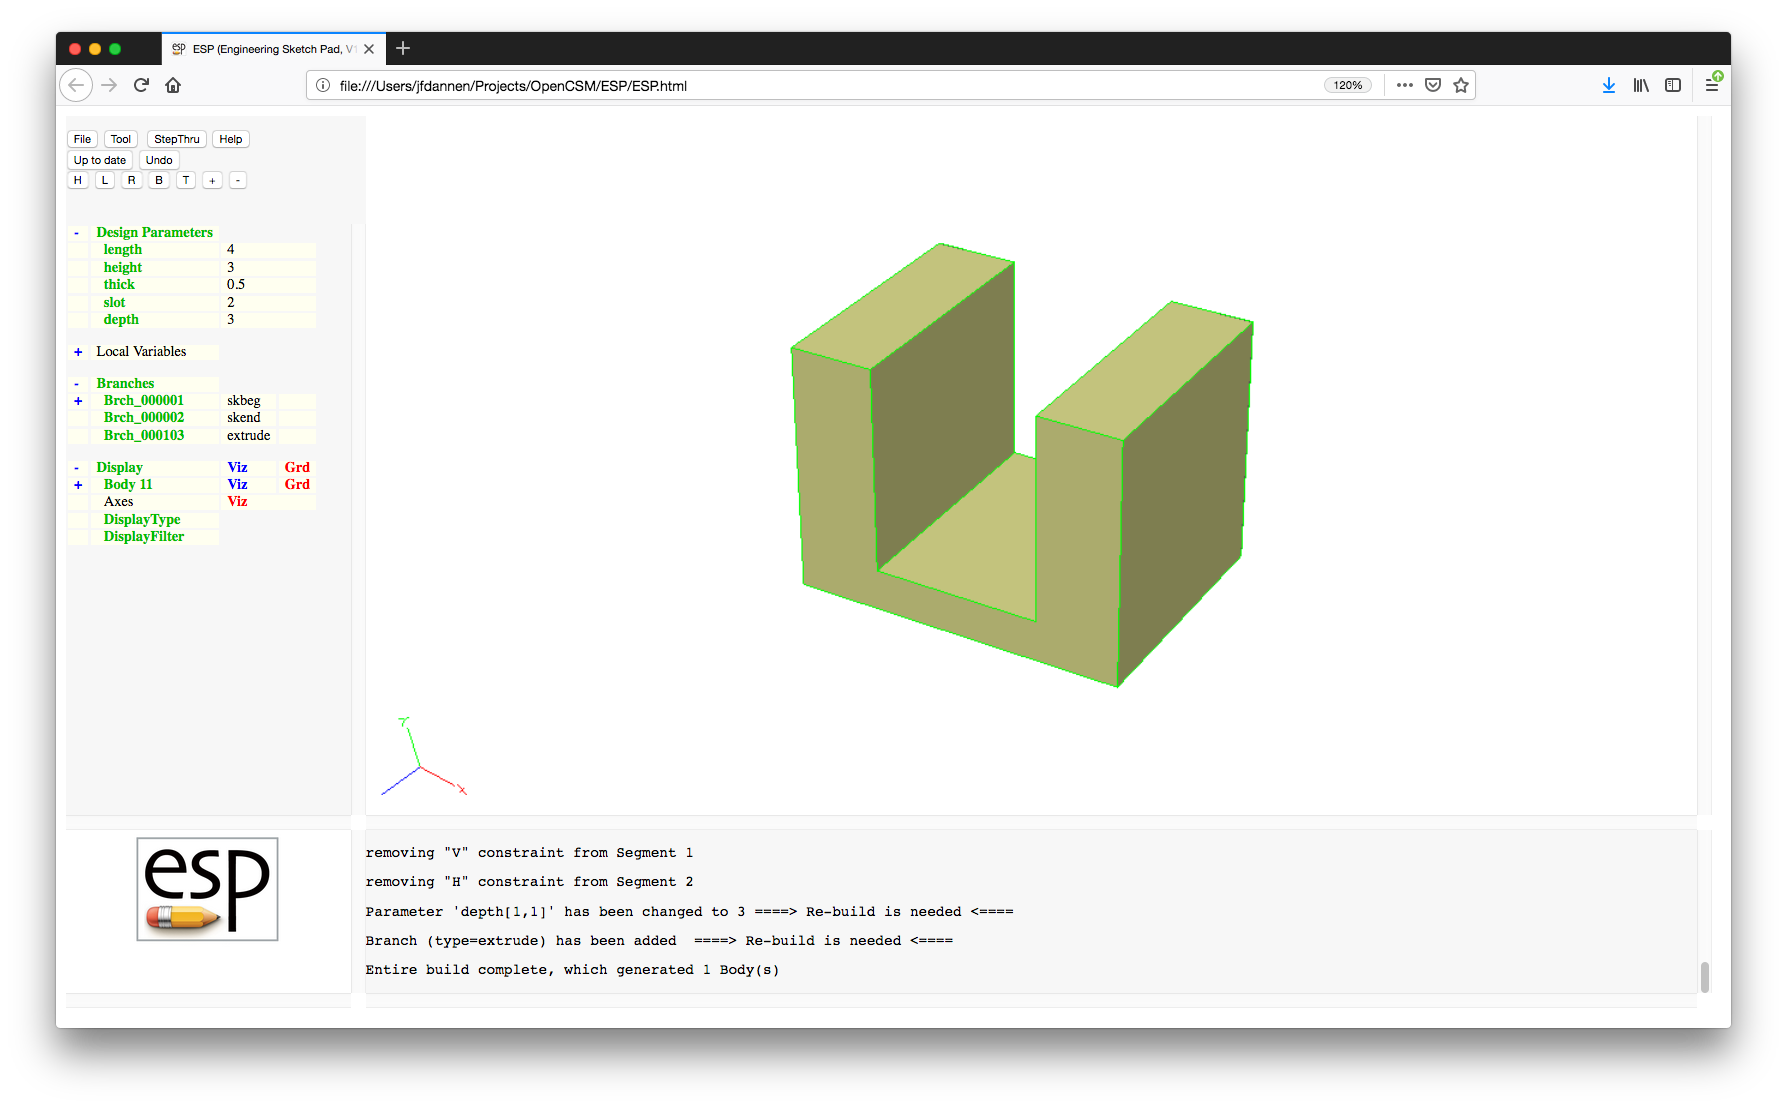 esp ESP (Engineering Sketch Pad, V1
file:///Users/jfdannen/Projects/OpenCSM/ESP/ESP.html 120%
File Tool StepThru Help
Up to date Undo
H L R B T + -
- Design Parameters
length 4
height 3
thick 0.5
slot 2
depth 3
+ Local Variables
- Branches
+ Brch_000001 skbeg
Brch_000002 skend
Brch_000103 extrude
- Display Viz Grd
+ Body 11 Viz Grd
Axes Viz
DisplayType
DisplayFilter
Y
X
esp
removing "V" constraint from Segment 1
removing "H" constraint from Segment 2
Parameter 'depth[1,1]' has been changed to 3 ====> Re-build is needed <====
Branch (type=extrude) has been added  ====> Re-build is needed <====
Entire build complete, which generated 1 Body(s)